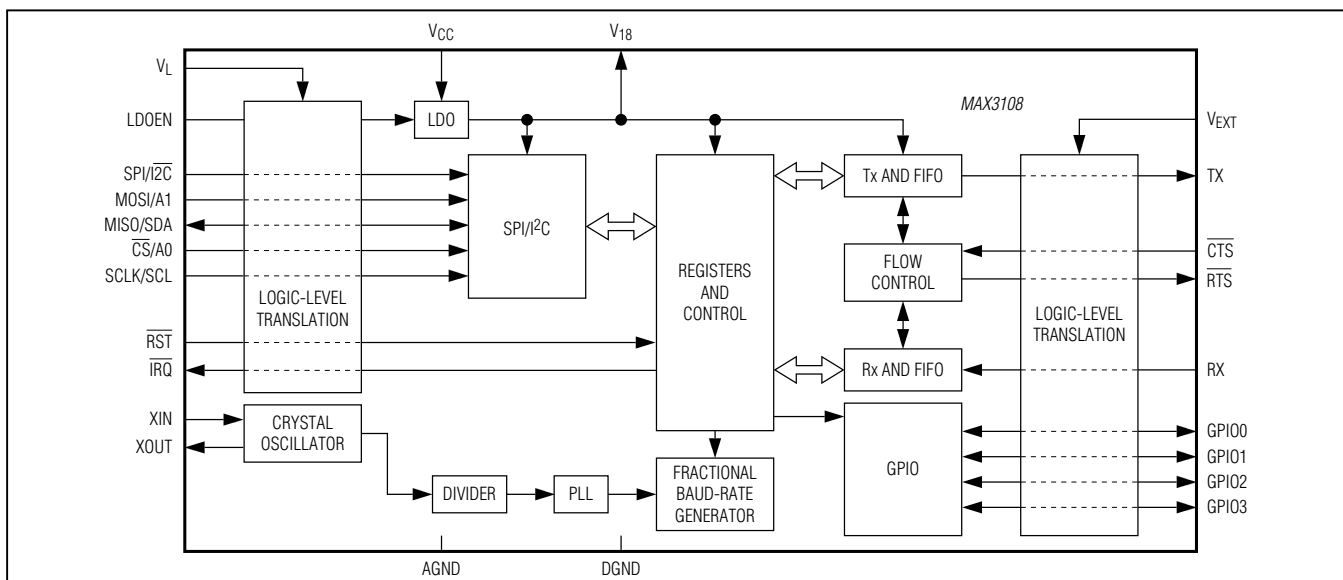 VCC
V18
VL
MAX3108
LDOEN
LDO
VEXT
SPI/I2C
MOSI/A1
MISO/SDA
CS/A0
SCLK/SCL
LOGIC-LEVEL
TRANSLATION
RST
IRQ
SPI/I2C
REGISTERS
AND
CONTROL
Tx AND FIFO
FLOW
CONTROL
Rx AND FIFO
LOGIC-LEVEL
TRANSLATION
TX
CTS
RTS
RX
XIN
XOUT
CRYSTAL
OSCILLATOR
DIVIDER
PLL
FRACTIONAL
BAUD-RATE
GENERATOR
GPIO
GPIO0
GPIO1
GPIO2
GPIO3
AGND
DGND